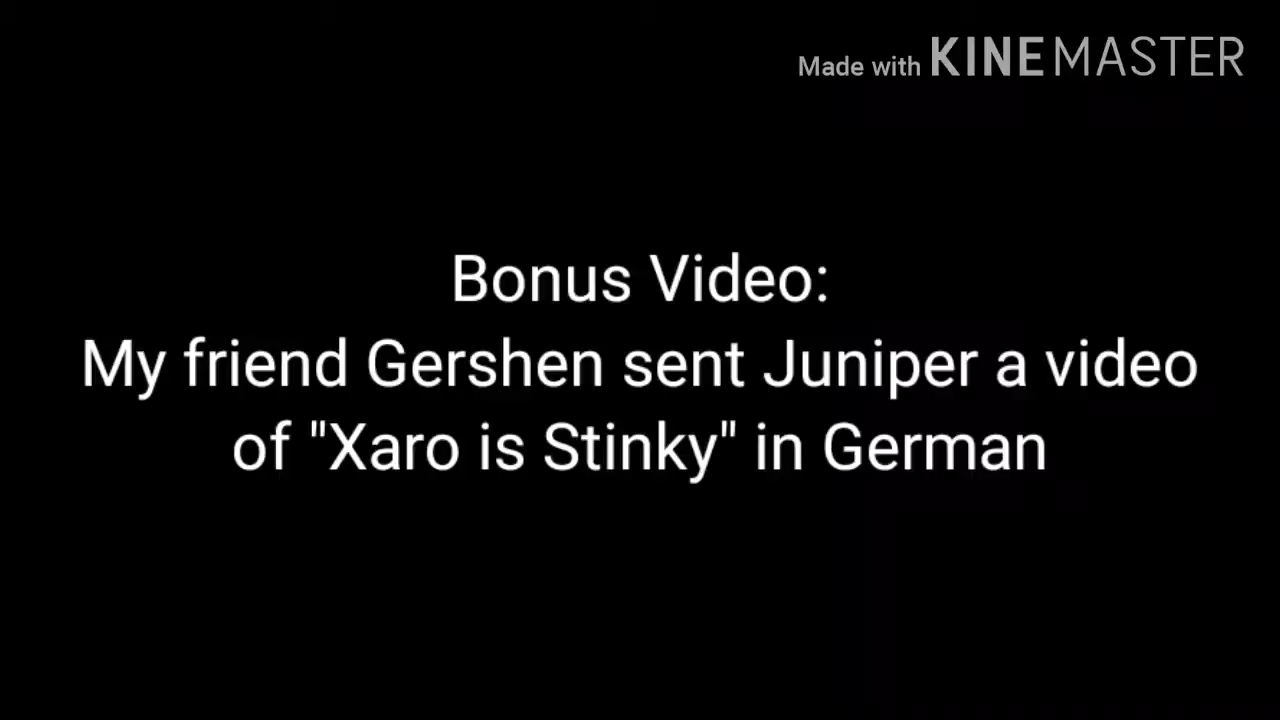 Made with KINEMASTER
Bonus Video:
My friend Gershen sent Juniper a video
of "Xaro is Stinky" in German